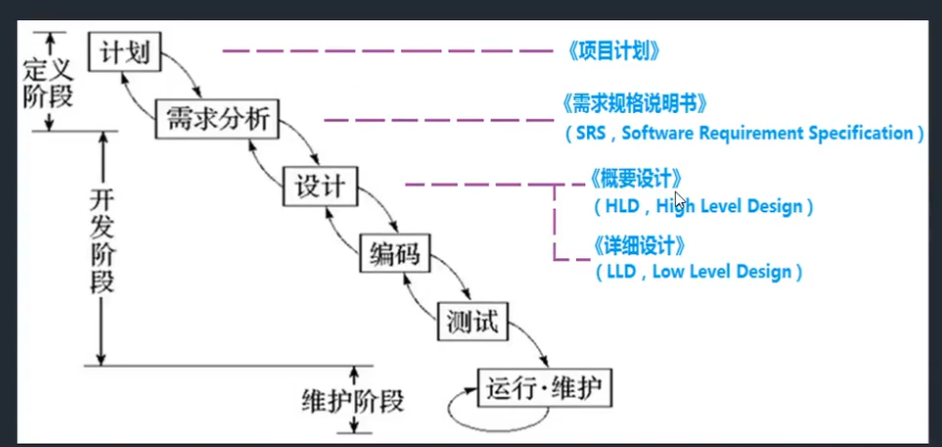 计划
《项目计划》
定义
阶段
需求分析
《需求规格说明书》
（SRS，Software Requirement Specification）
设计
《概要设计》
（HLD，High Level Design）
开发阶段
编码
《详细设计》
（LLD，Low Level Design）
测试
运行·维护
维护阶段